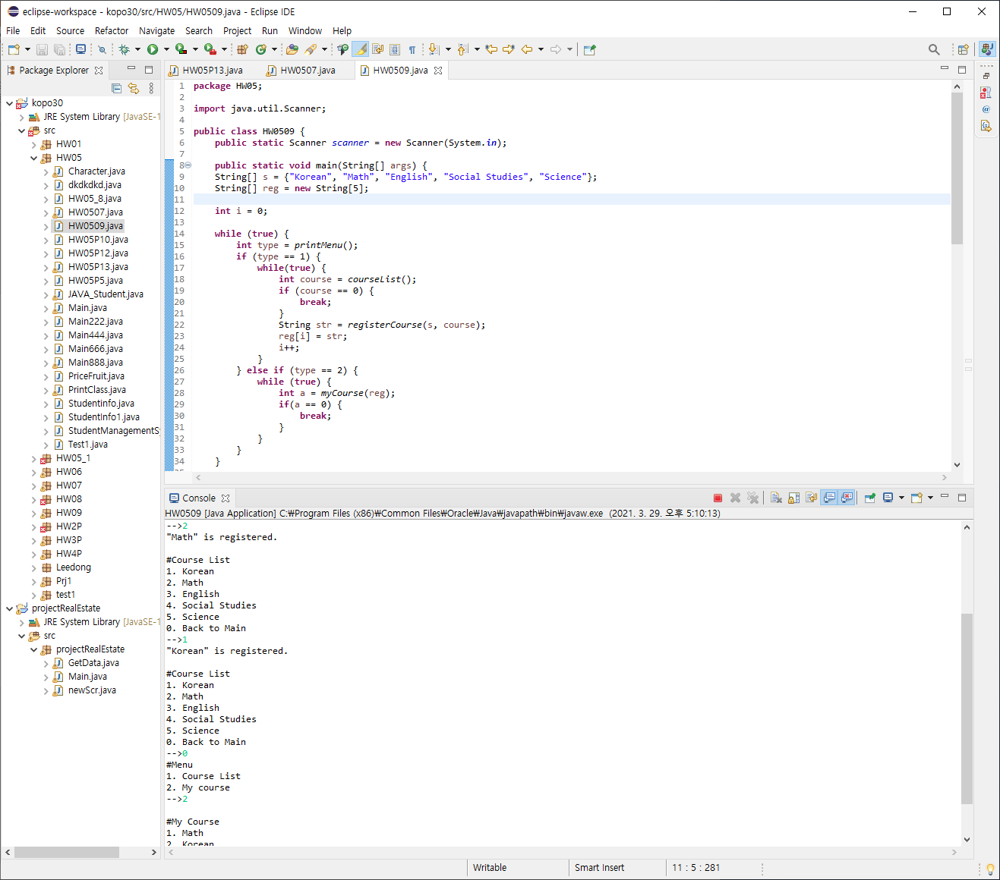 eclipse-workspace - kopo30/src/HW05/HW0509.java - Eclipse IDE
File Edit Source Refactor Navigate Search Project Run Window Help
Package Explorer
kopo30
JRE System Library [JavaSE-1
src
HW01
HW05
Character.java
dkdkdkd.java
HW05_8.java
HW0507.java
HW0509.java
HW05P10.java
HW05P12.java
HW05P13.java
HW05P5.java
JAVA_Student.java
Main.java
Main222.java
Main444.java
Main666.java
Main888.java
PriceFruit.java
PrintClass.java
Studentinfo.java
StudentInfo1.java
StudentManagementSy
Test1.java
HW05_1
HW06
HW07
HW08
HW09
HW2P
HW3P
HW4P
Leedong
Prj1
test1
projectRealEstate
JRE System Library [JavaSE-1
src
projectRealEstate
GetData.java
Main.java
newScr.java
HW05P13.java HW0507.java HW0509.java
1 package HW05;
2
3 import java.util.Scanner;
4
5 public class HW0509 {
6 public static Scanner scanner = new Scanner(System.in);
7
8 public static void main(String[] args) {
9 String[] s = {"Korean", "Math", "English", "Social Studies", "Science"};
10 String[] reg = new String[5];
11
12 int i = 0;
13
14 while (true) {
15 int type = printMenu();
16 if (type == 1) {
17 while(true) {
18 int course = courseList();
19 if (course == 0) {
20 break;
21 }
22 String str = registerCourse(s, course);
23 reg[i] = str;
24 i++;
25 }
26 } else if (type == 2) {
27 while (true) {
28 int a = myCourse(reg);
29 if(a == 0) {
30 break;
31 }
32 }
33 }
34 }
Console
HW0509 [Java Application] C:₩Program Files (x86)₩Common Files₩Oracle₩Java₩javapath₩bin₩javaw.exe (2021. 3. 29. 오후 5:10:13)
-->2
"Math" is registered.
#Course List
1. Korean
2. Math
3. English
4. Social Studies
5. Science
0. Back to Main
-->1
"Korean" is registered.
#Course List
1. Korean
2. Math
3. English
4. Social Studies
5. Science
0. Back to Main
-->0
#Menu
1. Course List
2. My course
-->2
#My Course
1. Math
2. Korean
Writable Smart Insert 11 : 5 : 281